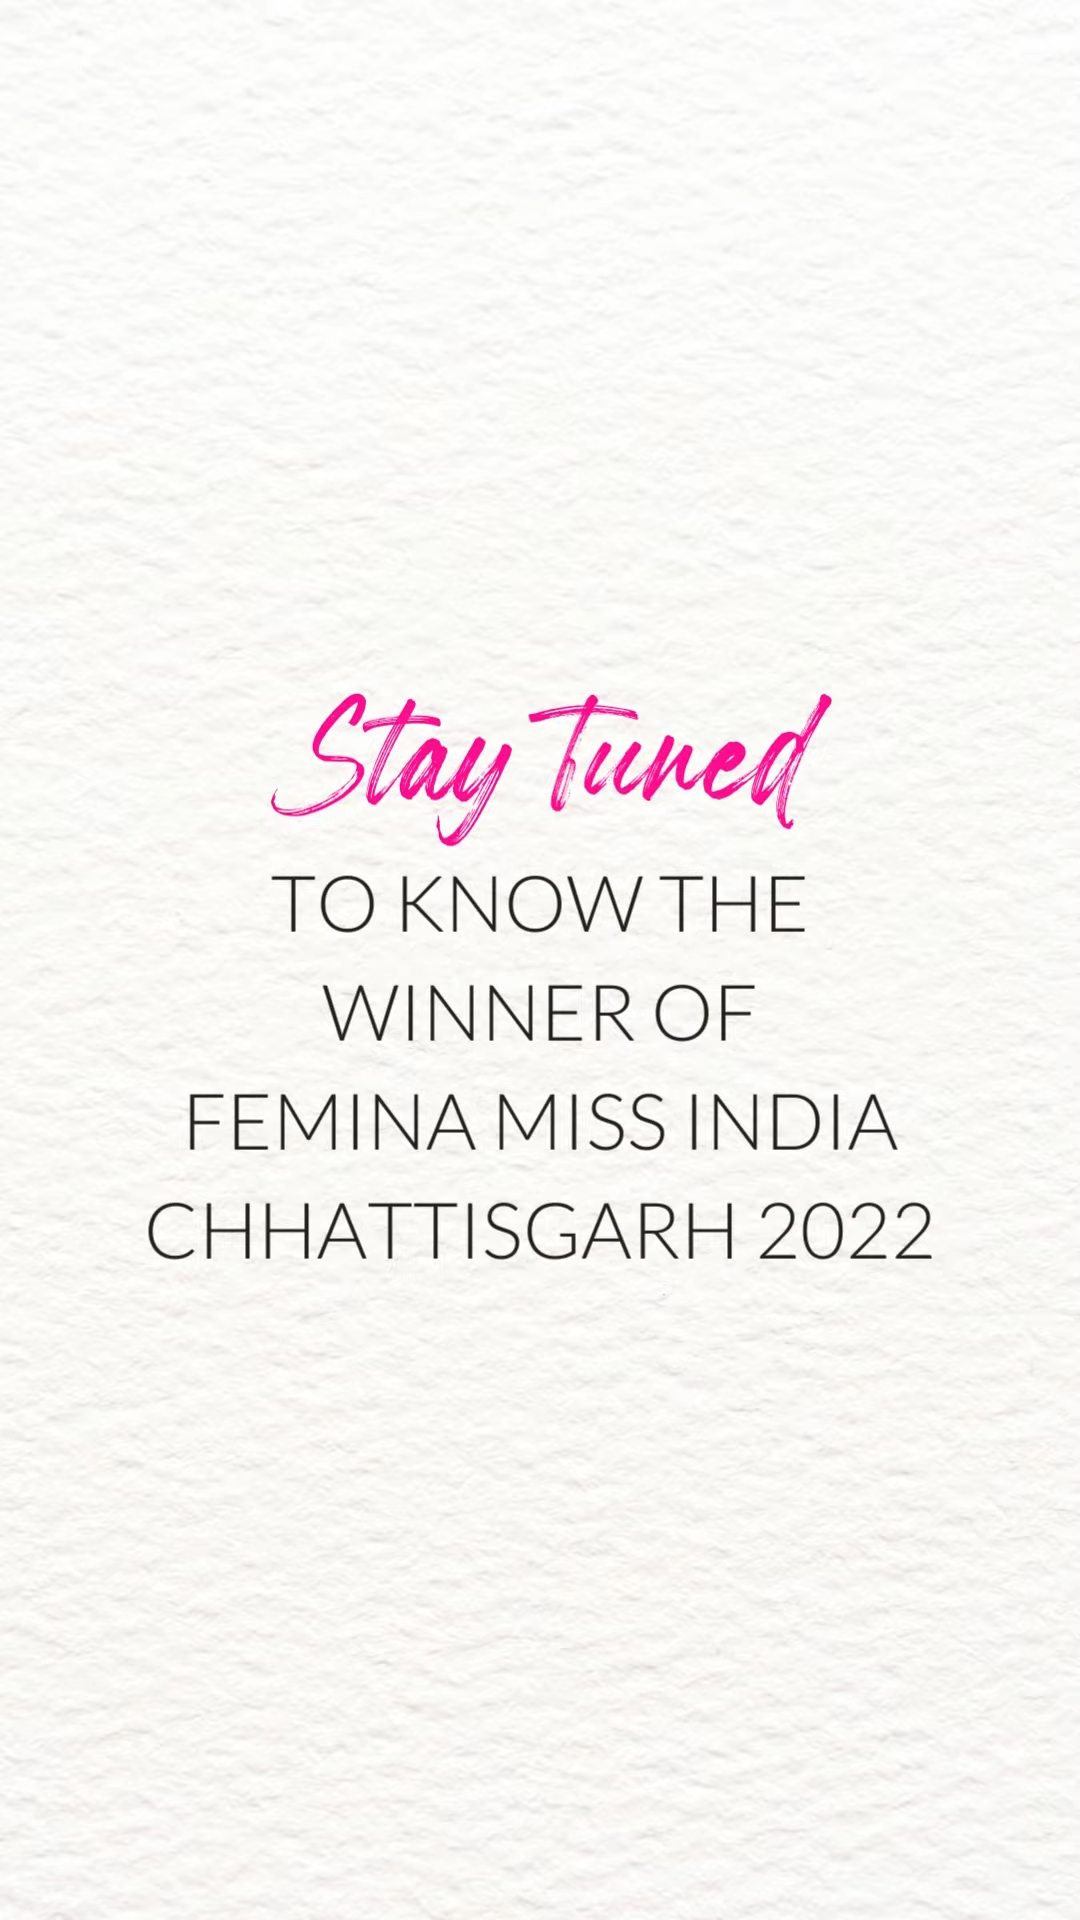 Stay Tuned
TO KNOW THE
WINNER OF
FEMINA MISS INDIA
CHHATTISGARH 2022